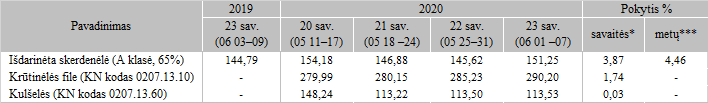 Pavadinimas 2019 2020 Pokytis %
23 sav. (06 03–09) 20 sav. (05 11–17) 21 sav. (05 18 –24) 22 sav. (05 25–31) 23 sav. (06 01 –07) savaitės* metų***
Išdarinėta skerdenėlė (A klasė, 65%) 144,79 154,18 146,88 145,62 151,25 3,87 4,46
Krūtinėlės file (KN kodas 0207.13.10) - 279,99 280,15 285,23 290,20 1,74 -
Kulšelės (KN kodas 0207.13.60) - 148,24 113,22 113,50 113,53 0,03 -